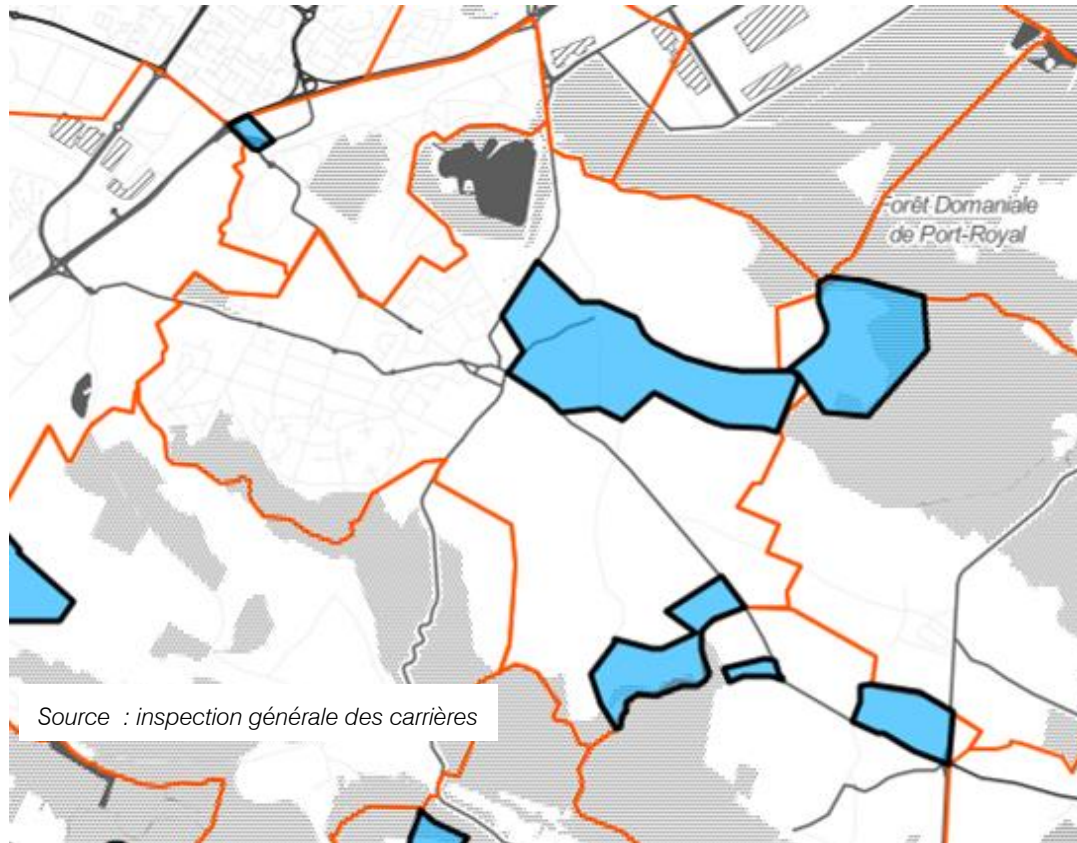 Forêt Domaniale
de Port-Royal
Source : inspection générale des carrières